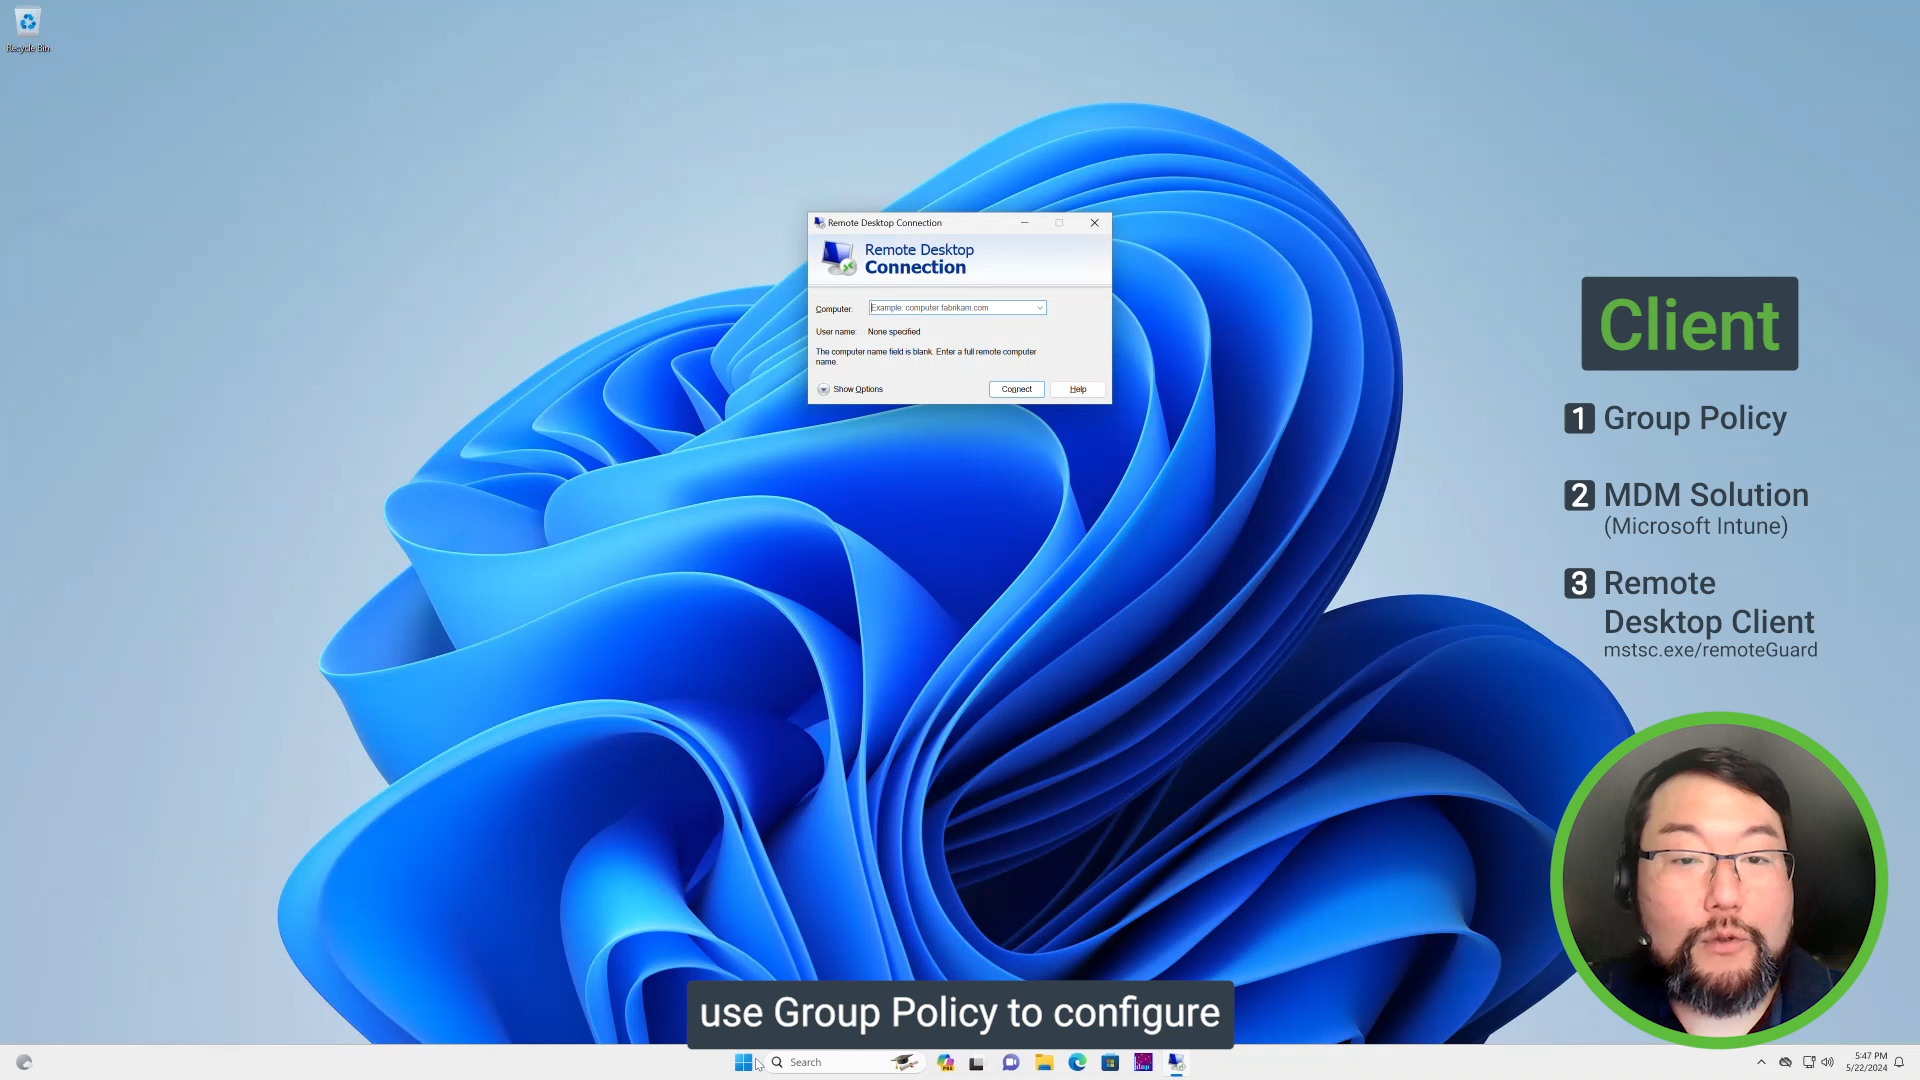 Recycle Bin
Remote Desktop Connection
Remote Desktop
Connection
Computer:
Example: computer.fabrikam.com
User name:
None specified
The computer name field is blank. Enter a full remote computer
name.
Show Options
Connect
Help
Client
1 Group Policy
2 MDM Solution
(Microsoft Intune)
3 Remote
Desktop Client
mstsc.exe/remoteGuard
use Group Policy to configure
Search
PRE
5:47 PM
5/22/2024